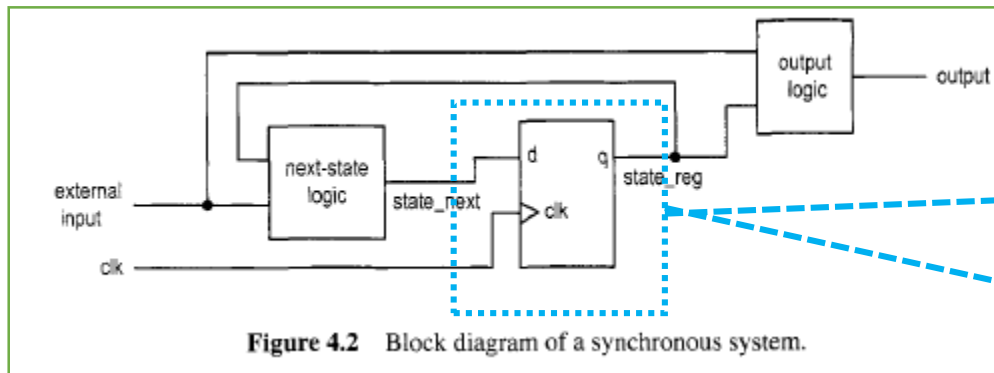 output
logic
output
d
q
next-state
logic
state_reg
external
input
state_next
clk
clk
Figure 4.2 Block diagram of a synchronous system.